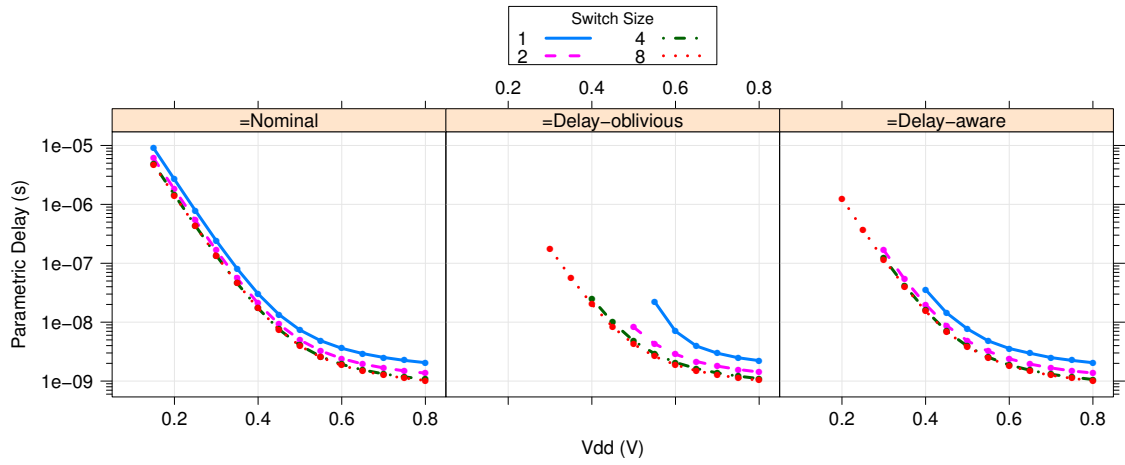 Switch Size
1 4
2 8
0.2 0.4 0.6 0.8
=Nominal =Delay−oblivious =Delay−aware
1e−05
1e−06
1e−07
1e−08
1e−09
Parametric Delay (s)
0.2 0.4 0.6 0.8 0.2 0.4 0.6 0.8
Vdd (V)